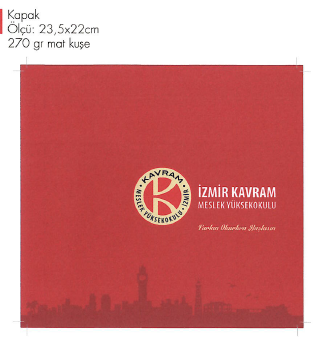 Kapak
Ölçü: 23,5x22cm
270 gr mat kuşe
KAVRAM
MESLEK YÜKSEKOKULU • İZMİR
İZMİR KAVRAM
MESLEK YÜKSEKOKULU